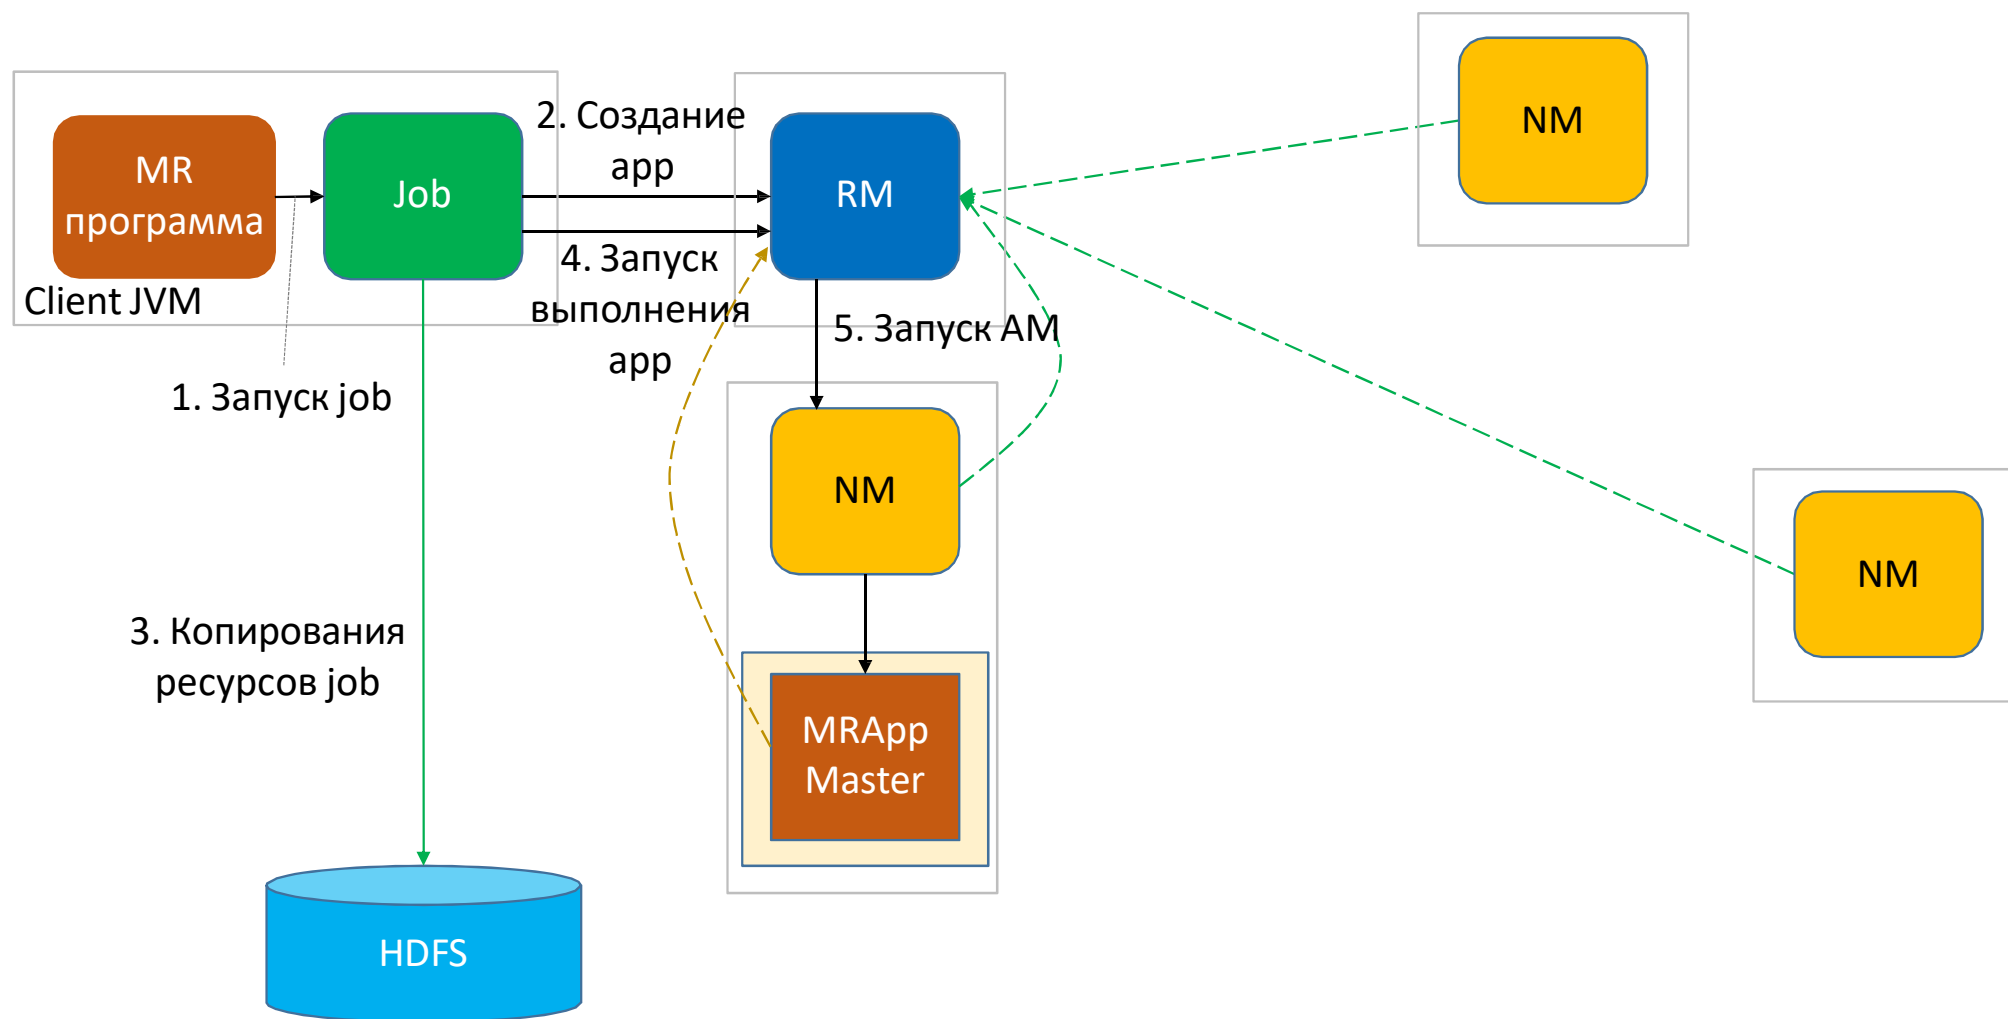 MR
программа
Client JVM
Job
1. Запуск job
2. Создание
app
4. Запуск
выполнения
app
RM
5. Запуск AM
NM
MRApp
Master
3. Копирования
ресурсов job
HDFS
NM
NM